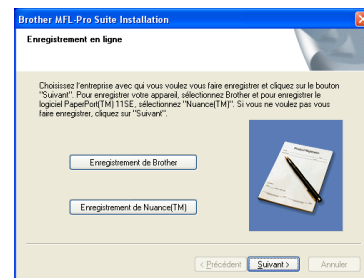 Brother MFL-Pro Suite Installation
Enregistrement en ligne
Choisissez l'entreprise avec qui vous voulez vous faire enregistrer et cliquez sur le bouton
"Suivant". Pour enregistrer votre appareil, sélectionnez Brother et pour enregistrer le
logiciel PaperPort(TM) 11SE, sélectionnez "Nuance(TM)". Si vous ne voulez pas vous
faire enregistrer, cliquez sur "Suivant".
Enregistrement de Brother
Enregistrement de Nuance(TM)
< Précédent Suivant > Annuler